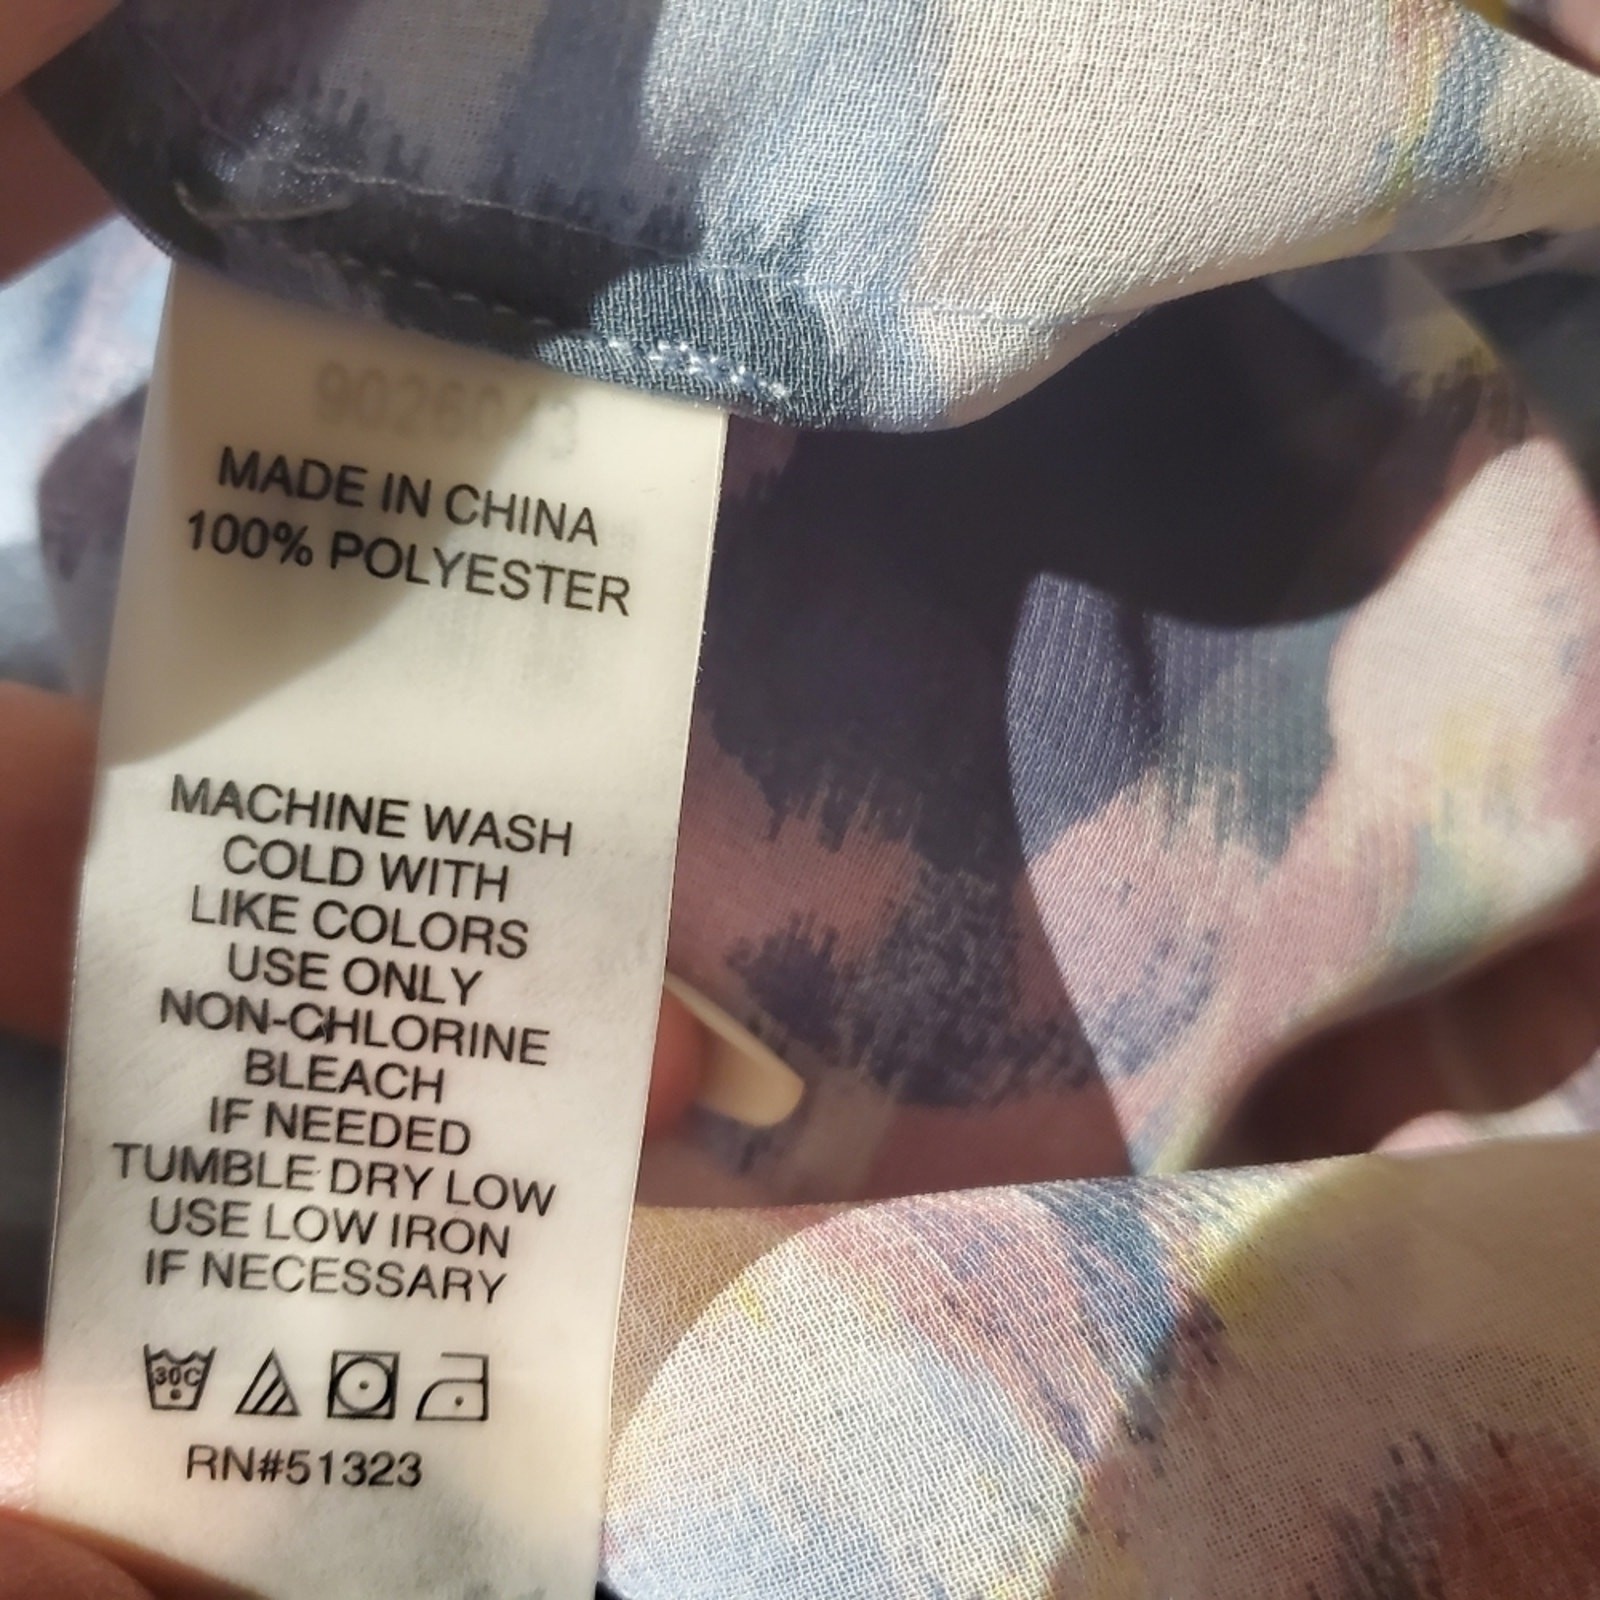 MADE IN CHINA
100% POLYESTER
MACHINE WASH
COLD WITH
LIKE COLORS
USE ONLY
NON-CHLORINE
BLEACH
IF NEEDED
TUMBLE DRY LOW
USE LOW IRON
IF NECESSARY
30C
RN#51323